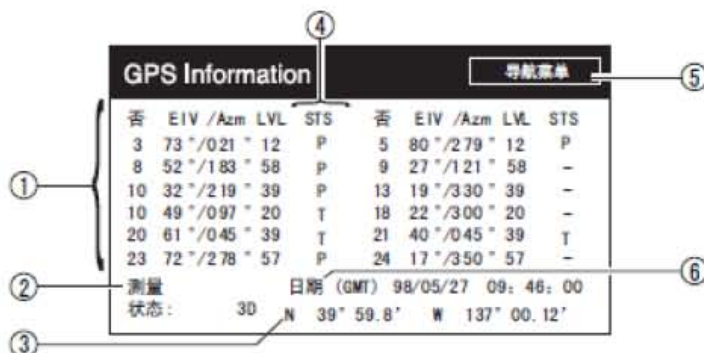 ④
GPS Information 导航菜单 ⑤
否 EIV /Azm LVL STS 否 EIV /Azm LVL STS
3 73 "/021 " 12 P 5 80 "/279 " 12 P
8 52 "/183 " 58 P 9 27 "/121 " 58 -
① 10 32 "/219 " 39 P 13 19 "/330 " 39 -
10 49 "/097 " 20 T 18 22 "/300 " 20 -
20 61 "/045 " 39 T 21 40 "/045 " 39 T
23 72 "/278 " 57 P 24 17 "/350 " 57 -
⑥
② 测量 日期 (GMT) 98/05/27 09: 46: 00
状态: 3D N 39" 59.8' W 137" 00.12'
③